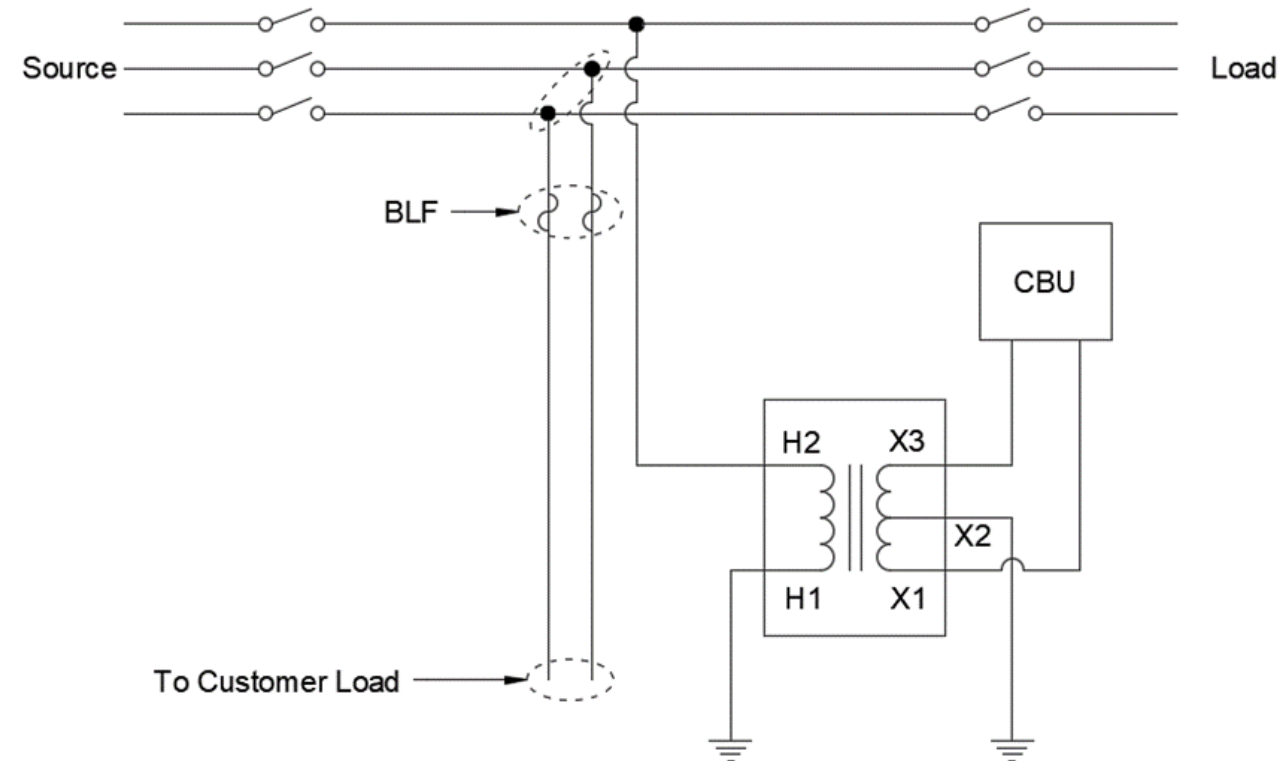 Source
Load
BLF
CBU
H2
X3
X2
H1
X1
To Customer Load